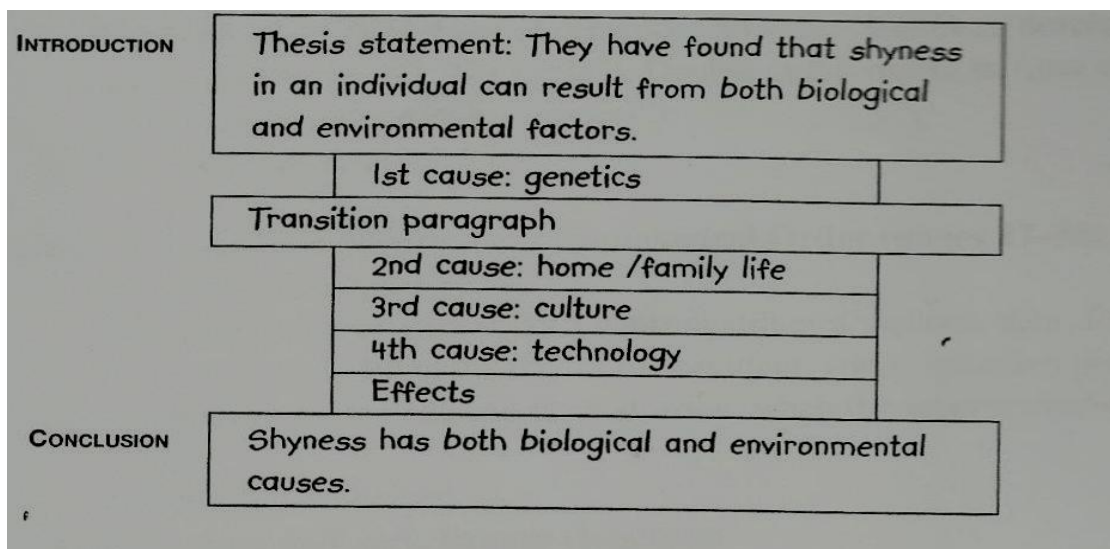 INTRODUCTION
Thesis statement: They have found that shyness
in an individual can result from both biological
and environmental factors.
1st cause: genetics
Transition paragraph
2nd cause: home /family life
3rd cause: culture
4th cause: technology
Effects
CONCLUSION
Shyness has both biological and environmental
causes.